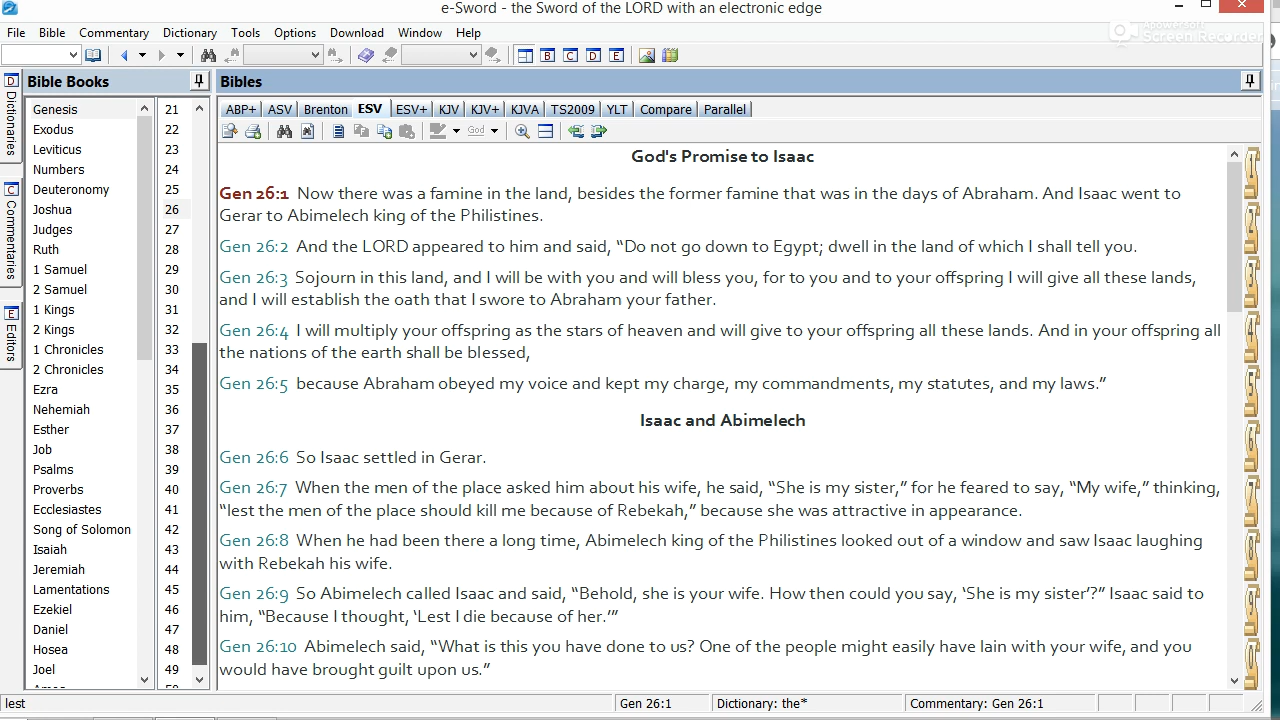 e-Sword - the Sword of the LORD with an electronic edge
File Bible Commentary Dictionary Tools Options Download Window Help
Apowersoft
Screen Recorder
B C D E
Bible Books
Bibles
D Dictionaries
C Commentaries
E Editors
Genesis
Exodus
Leviticus
Numbers
Deuteronomy
Joshua
Judges
Ruth
1 Samuel
2 Samuel
1 Kings
2 Kings
1 Chronicles
2 Chronicles
Ezra
Nehemiah
Esther
Job
Psalms
Proverbs
Ecclesiastes
Song of Solomon
Isaiah
Jeremiah
Lamentations
Ezekiel
Daniel
Hosea
Joel
21
22
23
24
25
26
27
28
29
30
31
32
33
34
35
36
37
38
39
40
41
42
43
44
45
46
47
48
49
ABP+ ASV Brenton ESV ESV+ KJV KJV+ KJVA TS2009 YLT Compare Parallel
God
God's Promise to Isaac
Gen 26:1 Now there was a famine in the land, besides the former famine that was in the days of Abraham. And Isaac went to
Gerar to Abimelech king of the Philistines.
Gen 26:2 And the LORD appeared to him and said, “Do not go down to Egypt; dwell in the land of which I shall tell you.
Gen 26:3 Sojourn in this land, and I will be with you and will bless you, for to you and to your offspring I will give all these lands,
and I will establish the oath that I swore to Abraham your father.
Gen 26:4 I will multiply your offspring as the stars of heaven and will give to your offspring all these lands. And in your offspring all
the nations of the earth shall be blessed,
Gen 26:5 because Abraham obeyed my voice and kept my charge, my commandments, my statutes, and my laws.”
Isaac and Abimelech
Gen 26:6 So Isaac settled in Gerar.
Gen 26:7 When the men of the place asked him about his wife, he said, “She is my sister,” for he feared to say, “My wife,” thinking,
“lest the men of the place should kill me because of Rebekah,” because she was attractive in appearance.
Gen 26:8 When he had been there a long time, Abimelech king of the Philistines looked out of a window and saw Isaac laughing
with Rebekah his wife.
Gen 26:9 So Abimelech called Isaac and said, “Behold, she is your wife. How then could you say, ‘She is my sister’?” Isaac said to
him, “Because I thought, ‘Lest I die because of her.’”
Gen 26:10 Abimelech said, “What is this you have done to us? One of the people might easily have lain with your wife, and you
would have brought guilt upon us.”
1
2
3
4
5
6
7
8
9
lest
Gen 26:1
Dictionary: the*
Commentary: Gen 26:1